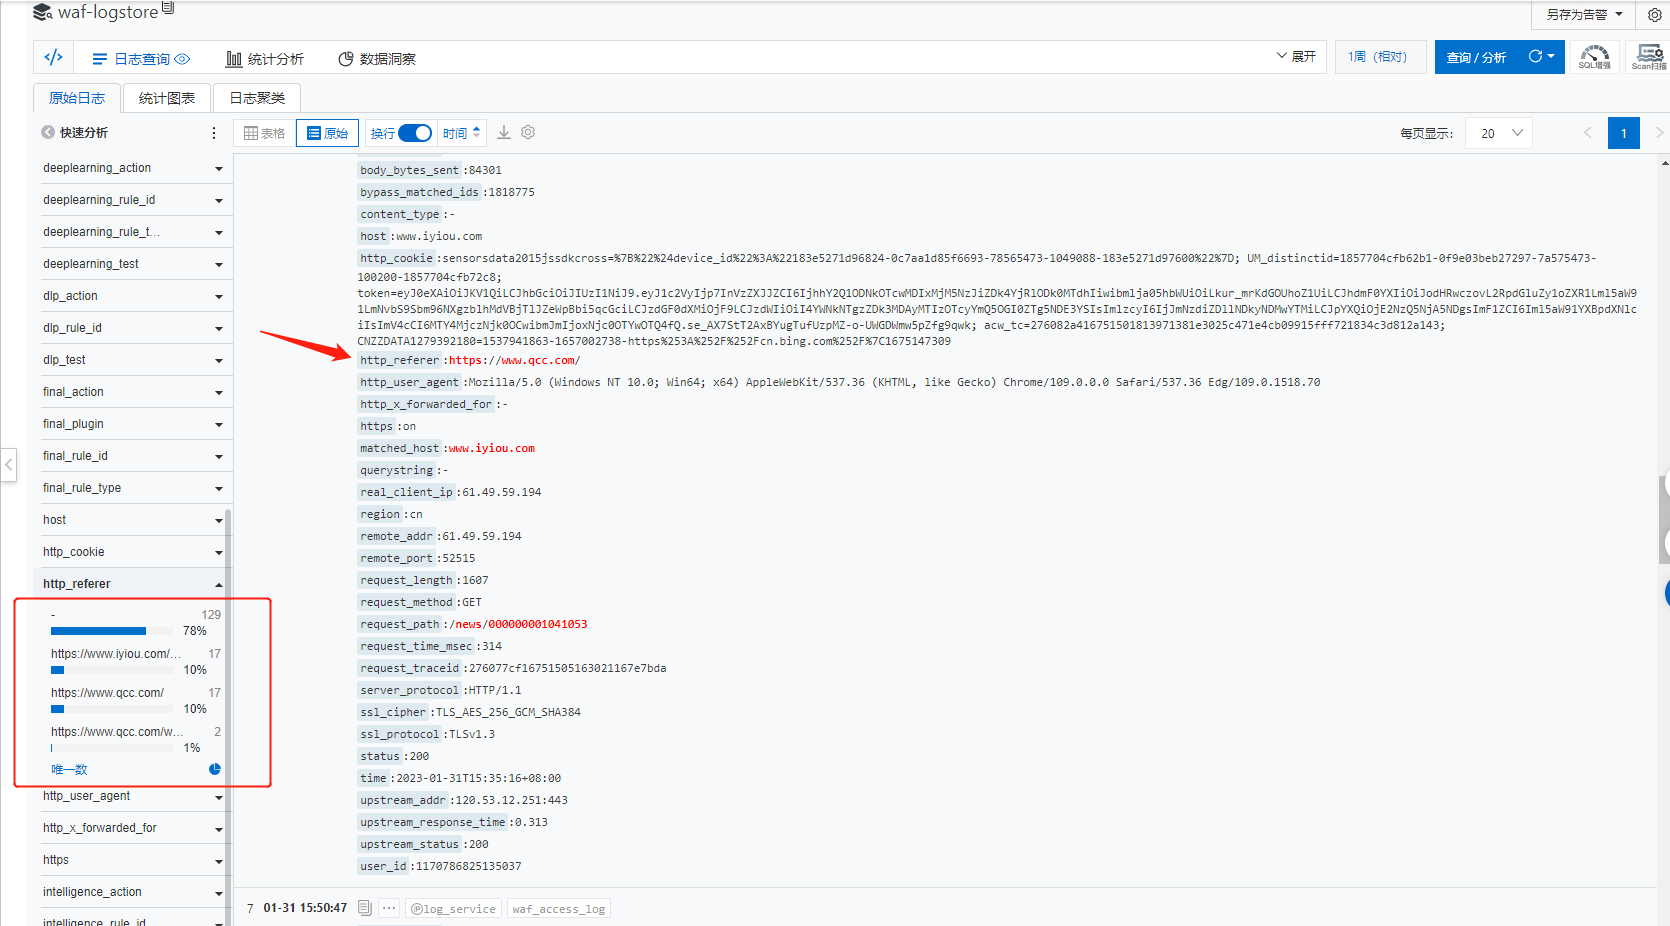 waf-logstore
另存为告警
日志查询
统计分析
数据洞察
展开
1周（相对）
查询 / 分析
SQL增强
Scan扫描
原始日志
统计图表
日志聚类
快速分析
表格
原始
换行
时间
每页显示：
20
1
deeplearning_action
deeplearning_rule_id
deeplearning_rule_t...
deeplearning_test
dlp_action
dlp_rule_id
dlp_test
final_action
final_plugin
final_rule_id
final_rule_type
host
http_cookie
http_referer
- 129
78%
https://www.iyiou.com/... 17
10%
https://www.qcc.com/ 17
10%
https://www.qcc.com/w... 2
1%
唯一数
http_user_agent
http_x_forwarded_for
https
intelligence_action
intelligence_rule_id
body_bytes_sent :84301
bypass_matched_ids :1818775
content_type :-
host :www.iyiou.com
http_cookie :sensorsdata2015jssdkcross=%7B%22%24device_id%22%3A%22183e5271d96824-0c7aa1d85f6693-78565473-1049088-183e5271d97600%22%7D; UM_distinctid=1857704cfb62b1-0f9e03beb27297-7a575473-
100200-1857704cfb72c8;
http_referer :https://www.qcc.com/
http_user_agent :Mozilla/5.0 (Windows NT 10.0; Win64; x64) AppleWebKit/537.36 (KHTML, like Gecko) Chrome/109.0.0.0 Safari/537.36 Edg/109.0.1518.70
acw_tc=276082a416751501813971381e3025c471e4cb09915fff721834c3d812a143;
CNZZDATA1279392180=1537941863-1657002738-https%253A%252F%252Fcn.bing.com%252F%7C1675147309
http_x_forwarded_for :-
https :on
matched_host :www.iyiou.com
querystring :-
real_client_ip :61.49.59.194
region :cn
remote_addr :61.49.59.194
remote_port :52515
request_length :1607
request_method :GET
request_path :/news/000000001041053
request_time_msec :314
request_traceid :276077cf16751505163021167e7bda
server_protocol :HTTP/1.1
ssl_cipher :TLS_AES_256_GCM_SHA384
ssl_protocol :TLSv1.3
status :200
time :2023-01-31T15:35:16+08:00
upstream_addr :120.53.12.251:443
upstream_response_time :0.313
upstream_status :200
user_id :1170786825135037
7 01-31 15:50:47 ··· @log_service waf_access_log